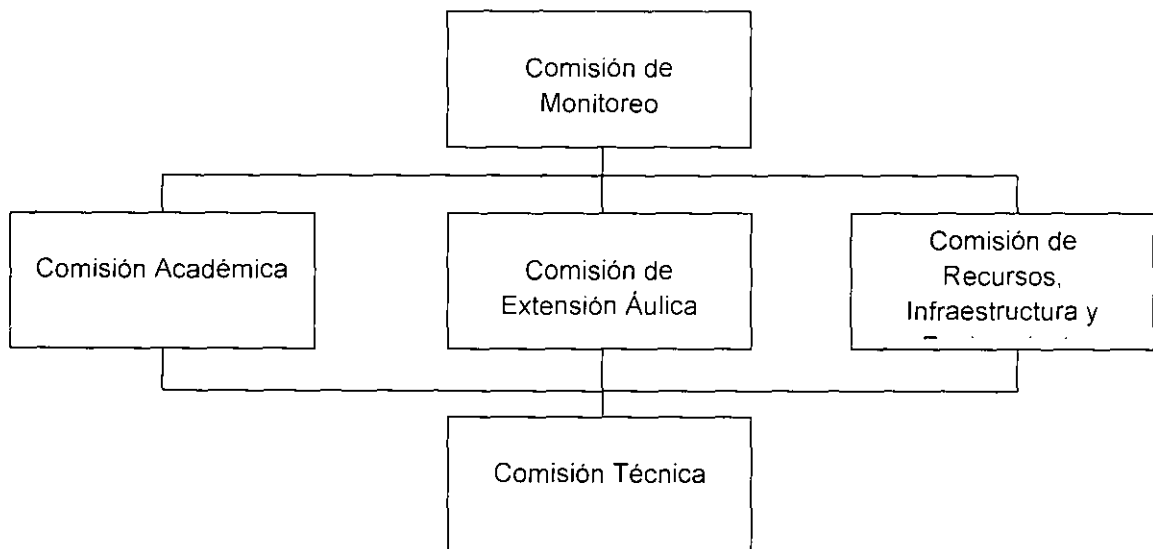 Comisión de
Monitoreo
Comisión Académica
Comisión de
Extensión Áulica
Comisión de
Recursos,
Infraestructura y
Comisión Técnica